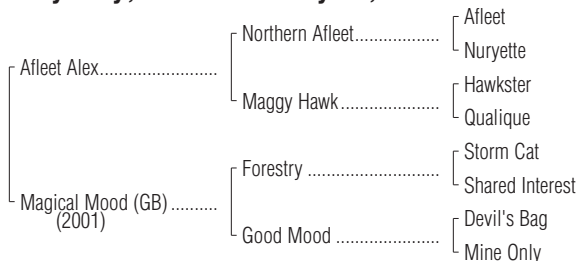 Afleet
Northern Afleet..................
Nuryette
Afleet Alex.........................
Hawkster
Maggy Hawk.....................
Qualique
Storm Cat
Forestry ............................
Shared Interest
Magical Mood (GB) ..........
(2001)
Devil's Bag
Good Mood ......................
Mine Only